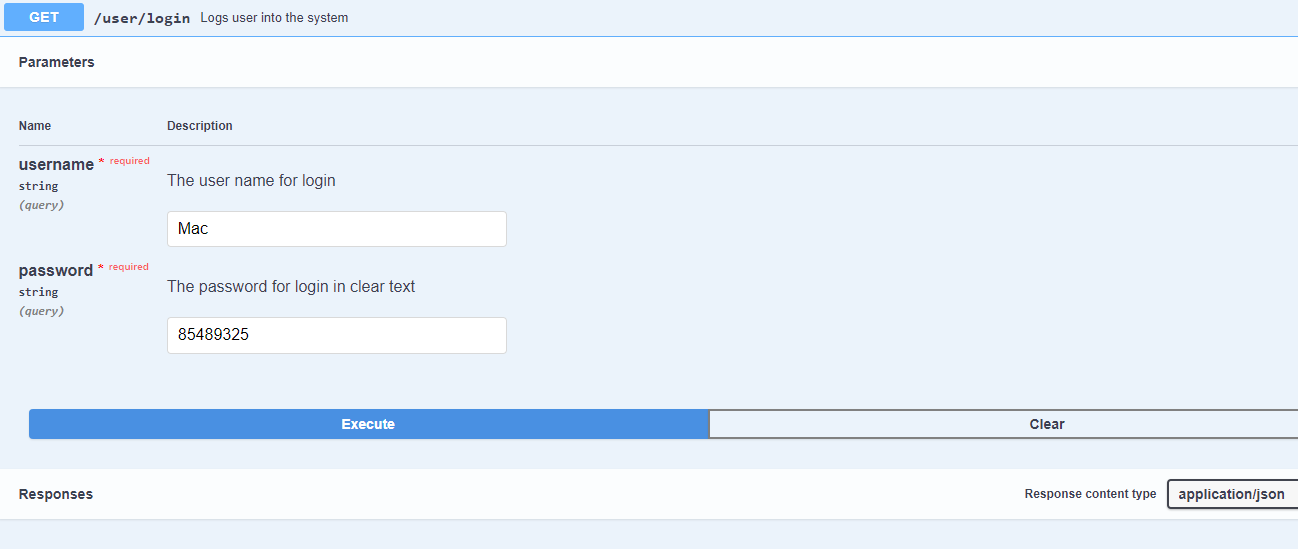 GET /user/login Logs user into the system
Parameters
Name Description
username * required
string
(query)
The user name for login
Mac
password * required
string
(query)
The password for login in clear text
85489325
Execute Clear
Responses Response content type application/json